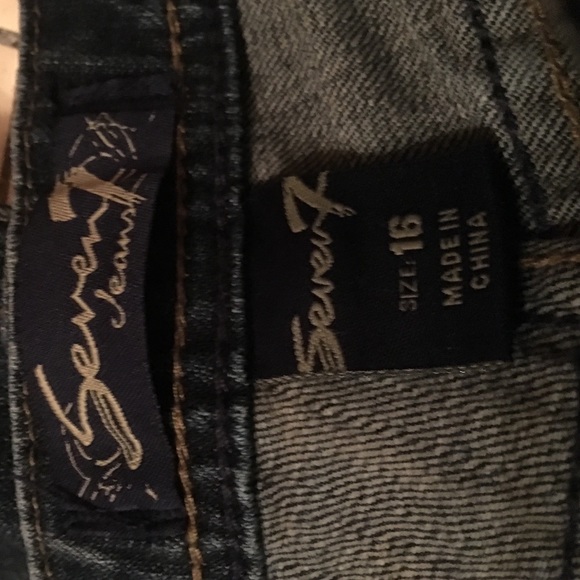 Seven7
Jeans
Seven7
SIZE: 16
MADE IN
CHINA